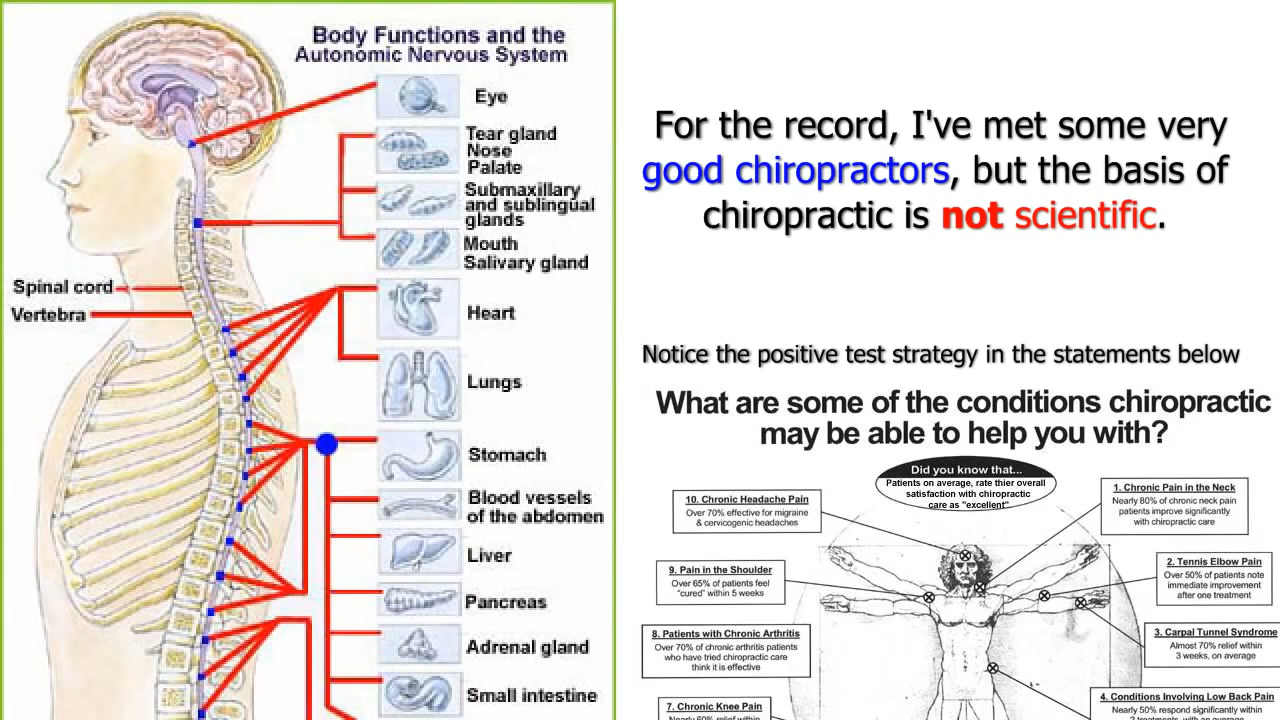 Body Functions and the
Autonomic Nervous System
Eye
Tear gland
Nose
Palate
Submaxillary
and sublingual
glands
Mouth
Salivary gland
Spinal cord
Vertebra
Heart
Lungs
Stomach
Blood vessels
of the abdomen
Liver
Pancreas
Adrenal gland
Small intestine
For the record, I've met some very
good chiropractors, but the basis of
chiropractic is not scientific.
Notice the positive test strategy in the statements below
What are some of the conditions chiropractic
may be able to help you with?
Did you know that...
Patients on average, rate thier overall
satisfaction with chiropractic
care as "excellent"
10. Chronic Headache Pain
Over 70% effective for migraine
& cervicogenic headaches
1. Chronic Pain in the Neck
Nearly 80% of chronic neck pain
patients improve significantly
with chiropractic care
9. Pain in the Shoulder
Over 65% of patients feel
"cured" within 5 weeks
2. Tennis Elbow Pain
Over 50% of patients note
immediate improvement
after one treatment
8. Patients with Chronic Arthritis
Over 70% of chronic arthritis patients
who have tried chiropractic care
think it is effective
3. Carpal Tunnel Syndrome
Almost 70% relief within
3 weeks, on average
7. Chronic Knee Pain
Nearly 60% relief within
4. Conditions Involving Low Back Pain
Nearly 50% respond significantly within
2 treatments, with an average